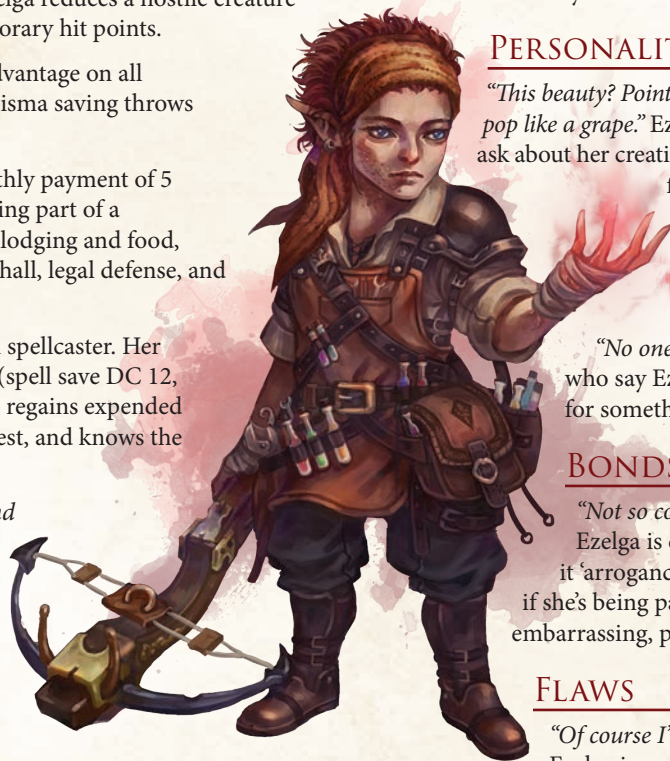 lga reduces a hostile creature
orary hit points.
dvantage on all
isma saving throws
thly payment of 5
ing part of a
lodging and food,
hall, legal defense, and
spellcaster. Her
(spell save DC 12,
regains expended
est, and knows the
nd
PERSONALIT
“This beauty? Point
pop like a grape.” Ez
ask about her creati
f
“No one
who say Ez
for someth
BONDS
“Not so co
Ezelga is
it ‘arroganc
if she’s being pa
embarrassing, p
FLAWS
“Of course I’